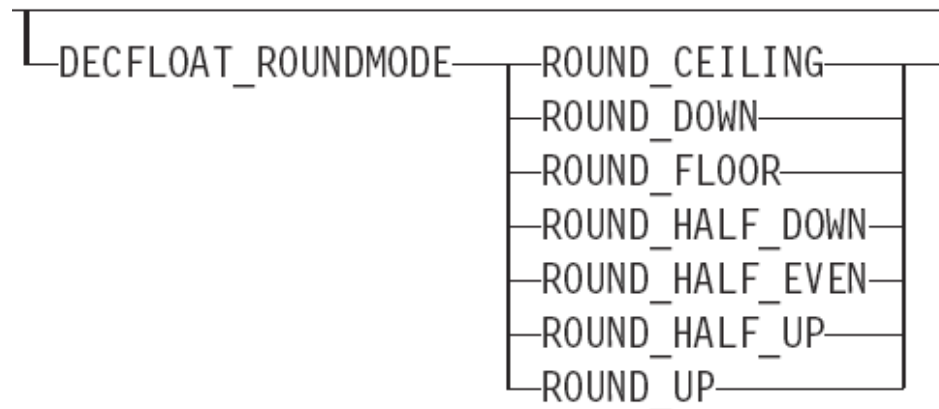 DECFLOAT_ROUNDMODE ROUND_CEILING
ROUND_DOWN
ROUND_FLOOR
ROUND_HALF_DOWN
ROUND_HALF_EVEN
ROUND_HALF_UP
ROUND_UP